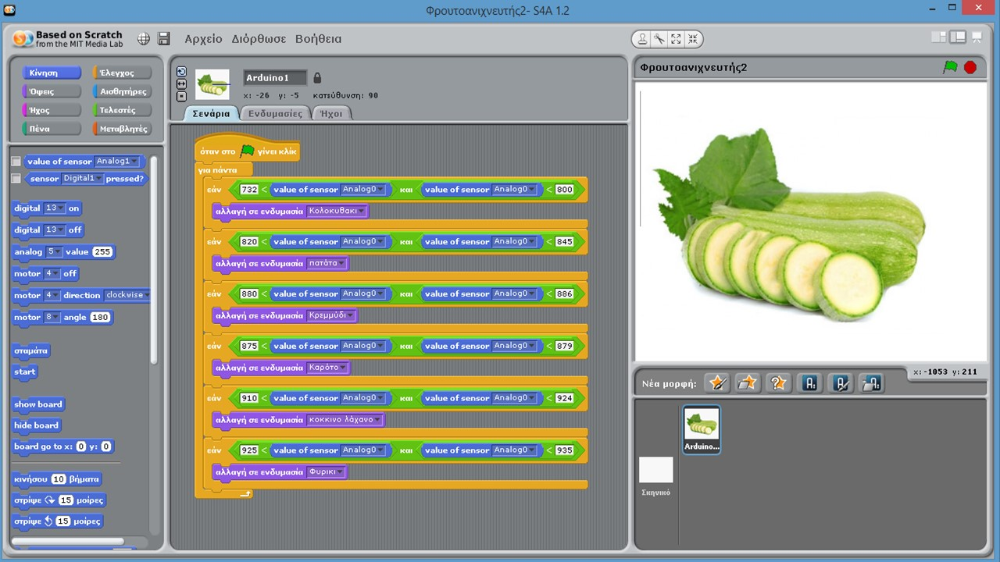 Φρουτοανιχνευτής2- S4A 1.2
Based on Scratch
from the MIT Media Lab
Αρχείο Διόρθωσε Βοήθεια
Κίνηση Έλεγχος
Όψεις Αισθητήρες
Ήχος Τελεστές
Πένα Μεταβλητές
value of sensor Analog1
sensor Digital1 pressed?
digital 13 on
digital 13 off
analog 5 value 255
motor 4 off
motor 4 direction clockwise
motor 8 angle 180
σταμάτα
start
show board
hide board
board go to x: 0 y: 0
κινήσου 10 βήματα
στρίψε 15 μοίρες
στρίψε 15 μοίρες
Arduino1
x: -26 y: -5 κατεύθυνση: 90
Σενάρια Ενδυμασίες Ήχοι
όταν στο γίνει κλίκ
για πάντα
εάν 732 < value of sensor Analog0 και value of sensor Analog0 < 800
αλλαγή σε ενδυμασία Κολοκυθακι
εάν 820 < value of sensor Analog0 και value of sensor Analog0 < 845
αλλαγή σε ενδυμασία πατάτα
εάν 880 < value of sensor Analog0 και value of sensor Analog0 < 886
αλλαγή σε ενδυμασία Κρεμμύδι
εάν 875 < value of sensor Analog0 και value of sensor Analog0 < 879
αλλαγή σε ενδυμασία Καρότο
εάν 910 < value of sensor Analog0 και value of sensor Analog0 < 924
αλλαγή σε ενδυμασία κοκκινο λάχανο
εάν 925 < value of sensor Analog0 και value of sensor Analog0 < 935
αλλαγή σε ενδυμασία Φυρικι
Φρουτοανιχνευτής2
x: -1053 y: 211
Νέα μορφή:
Arduino...
Σκηνικό